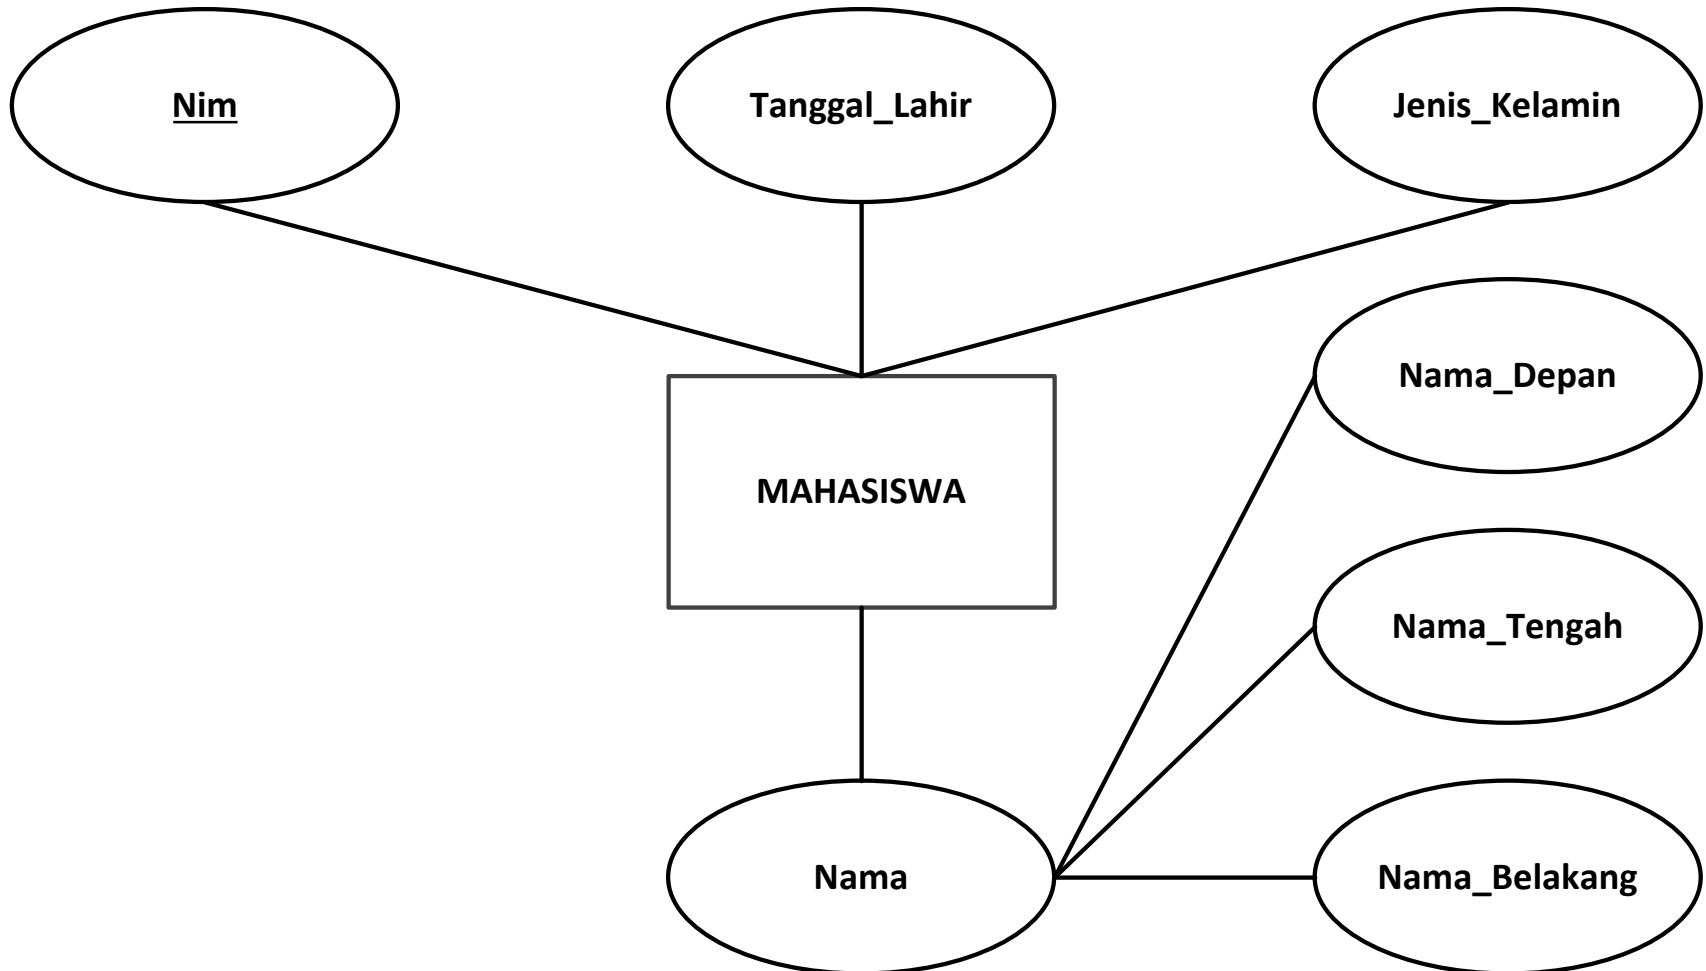 Nim
Tanggal_Lahir
Jenis_Kelamin
Nama_Depan
MAHASISWA
Nama_Tengah
Nama
Nama_Belakang